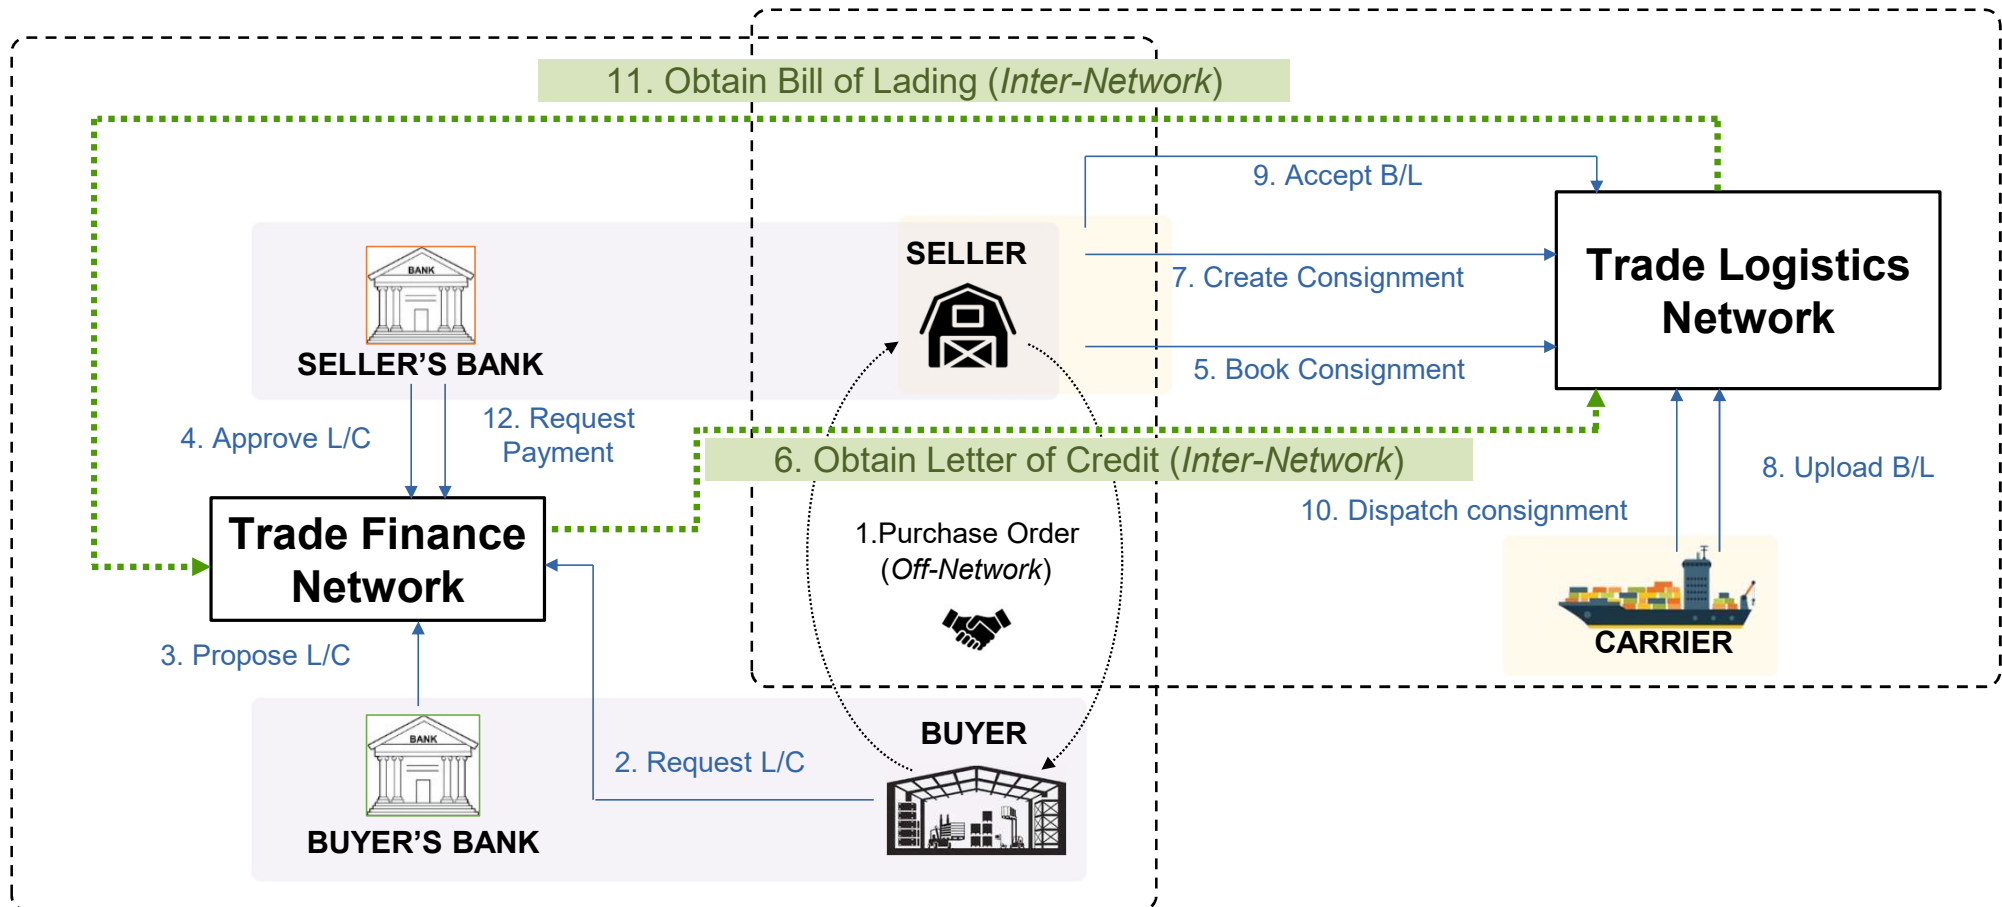 11. Obtain Bill of Lading (Inter-Network)
9. Accept B/L
SELLER
BANK
SELLER’S BANK
7. Create Consignment
Trade Logistics
Network
5. Book Consignment
4. Approve L/C
12. Request
Payment
6. Obtain Letter of Credit (Inter-Network)
8. Upload B/L
10. Dispatch consignment
Trade Finance
Network
1.Purchase Order
(Off-Network)
CARRIER
3. Propose L/C
BANK
BUYER’S BANK
2. Request L/C
BUYER